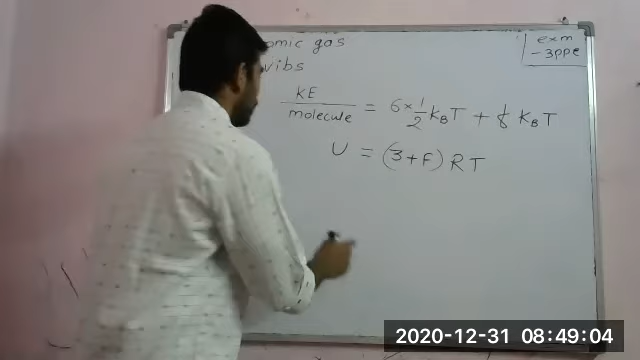 omic gas
vibs
exm
-3ppe
KE/molecule = 6 × 1/2 KBT + f KBT
U = (3+F) RT
2020-12-31 08:49:04